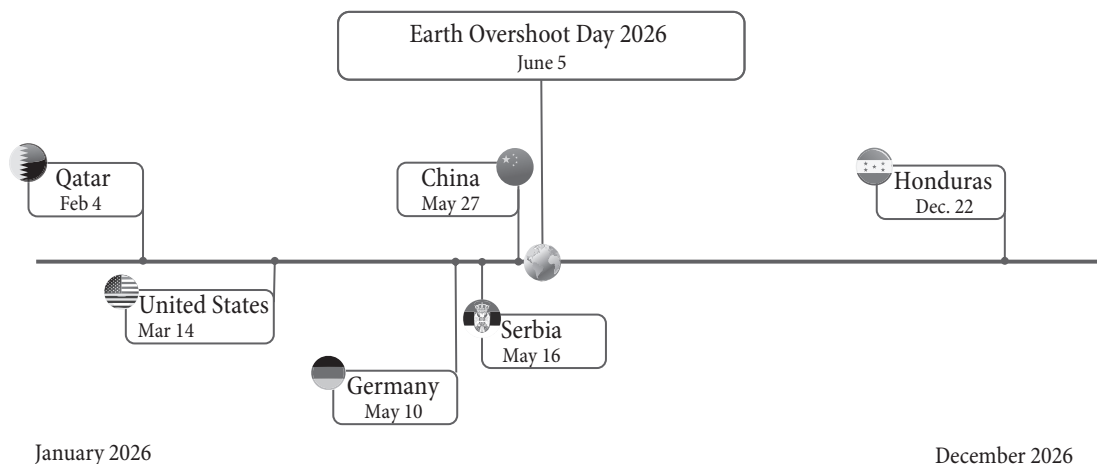 Earth Overshoot Day 2026
June 5
Qatar
Feb 4
China
May 27
Honduras
Dec. 22
United States
Mar 14
Serbia
May 16
Germany
May 10
January 2026
December 2026